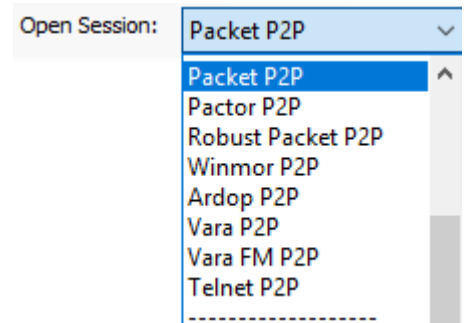 Open Session: Packet P2P
Packet P2P
Pactor P2P
Robust Packet P2P
Winmor P2P
Ardop P2P
Vara P2P
Vara FM P2P
Telnet P2P
-------------------